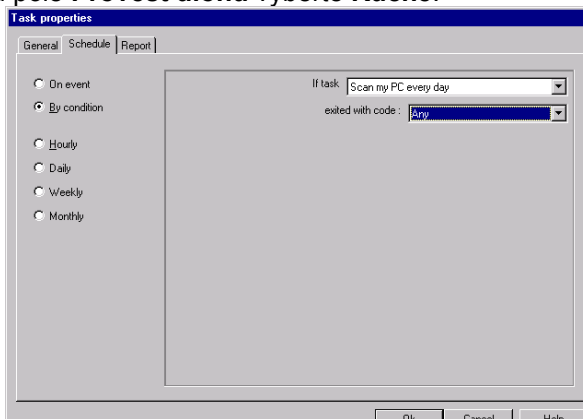 Task properties
General Schedule Report
On event
If task Scan my PC every day
By condition
exited with code : Any
Hourly
Daily
Weekly
Monthly
Cancel
Help